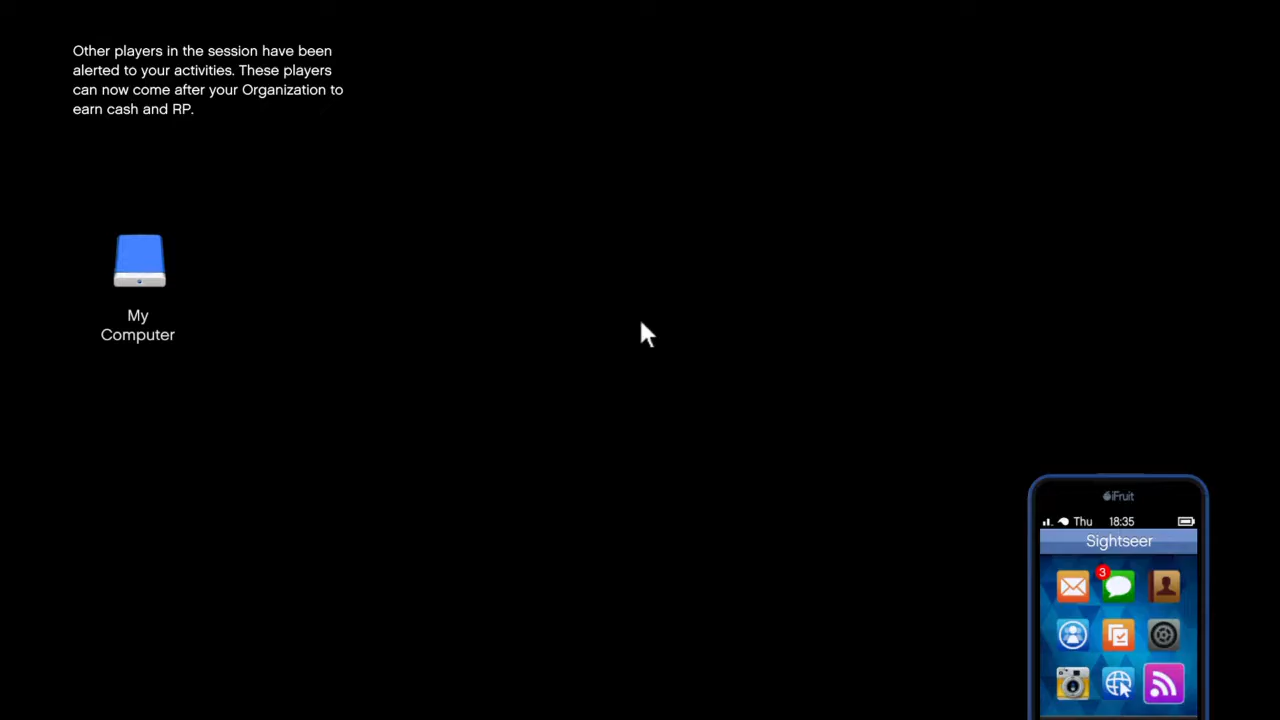 Other players in the session have been
alerted to your activities. These players
can now come after your Organization to
earn cash and RP.
My
Computer
iFruit
Thu 18:35
Sightseer
3